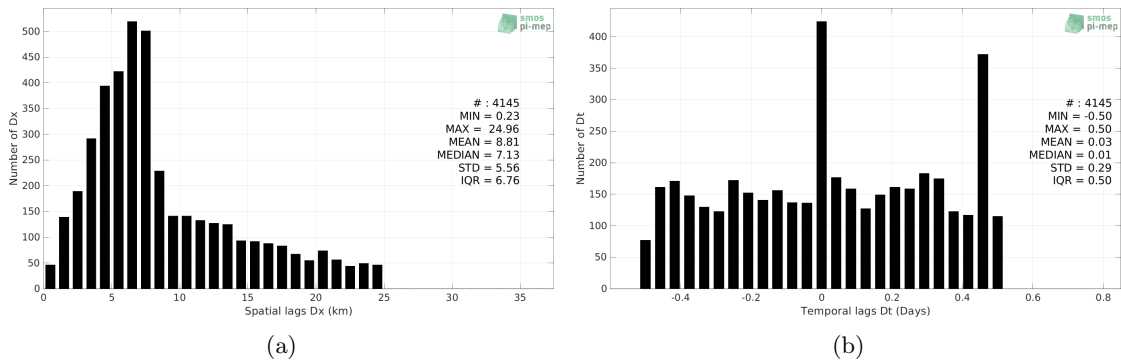 smos
pi-mep
500
450
400
350
300
250
200
150
100
50
0
Number of Dx
# : 4145
MIN = 0.23
MAX = 24.96
MEAN = 8.81
MEDIAN = 7.13
STD = 5.56
IQR = 6.76
0 5 10 15 20 25 30 35
Spatial lags Dx (km)
(a)
smos
pi-mep
400
350
300
250
200
150
100
50
0
Number of Dt
# : 4145
MIN = -0.50
MAX = 0.50
MEAN = 0.03
MEDIAN = 0.01
STD = 0.29
IQR = 0.50
-0.4 -0.2 0 0.2 0.4 0.6 0.8
Temporal lags Dt (Days)
(b)